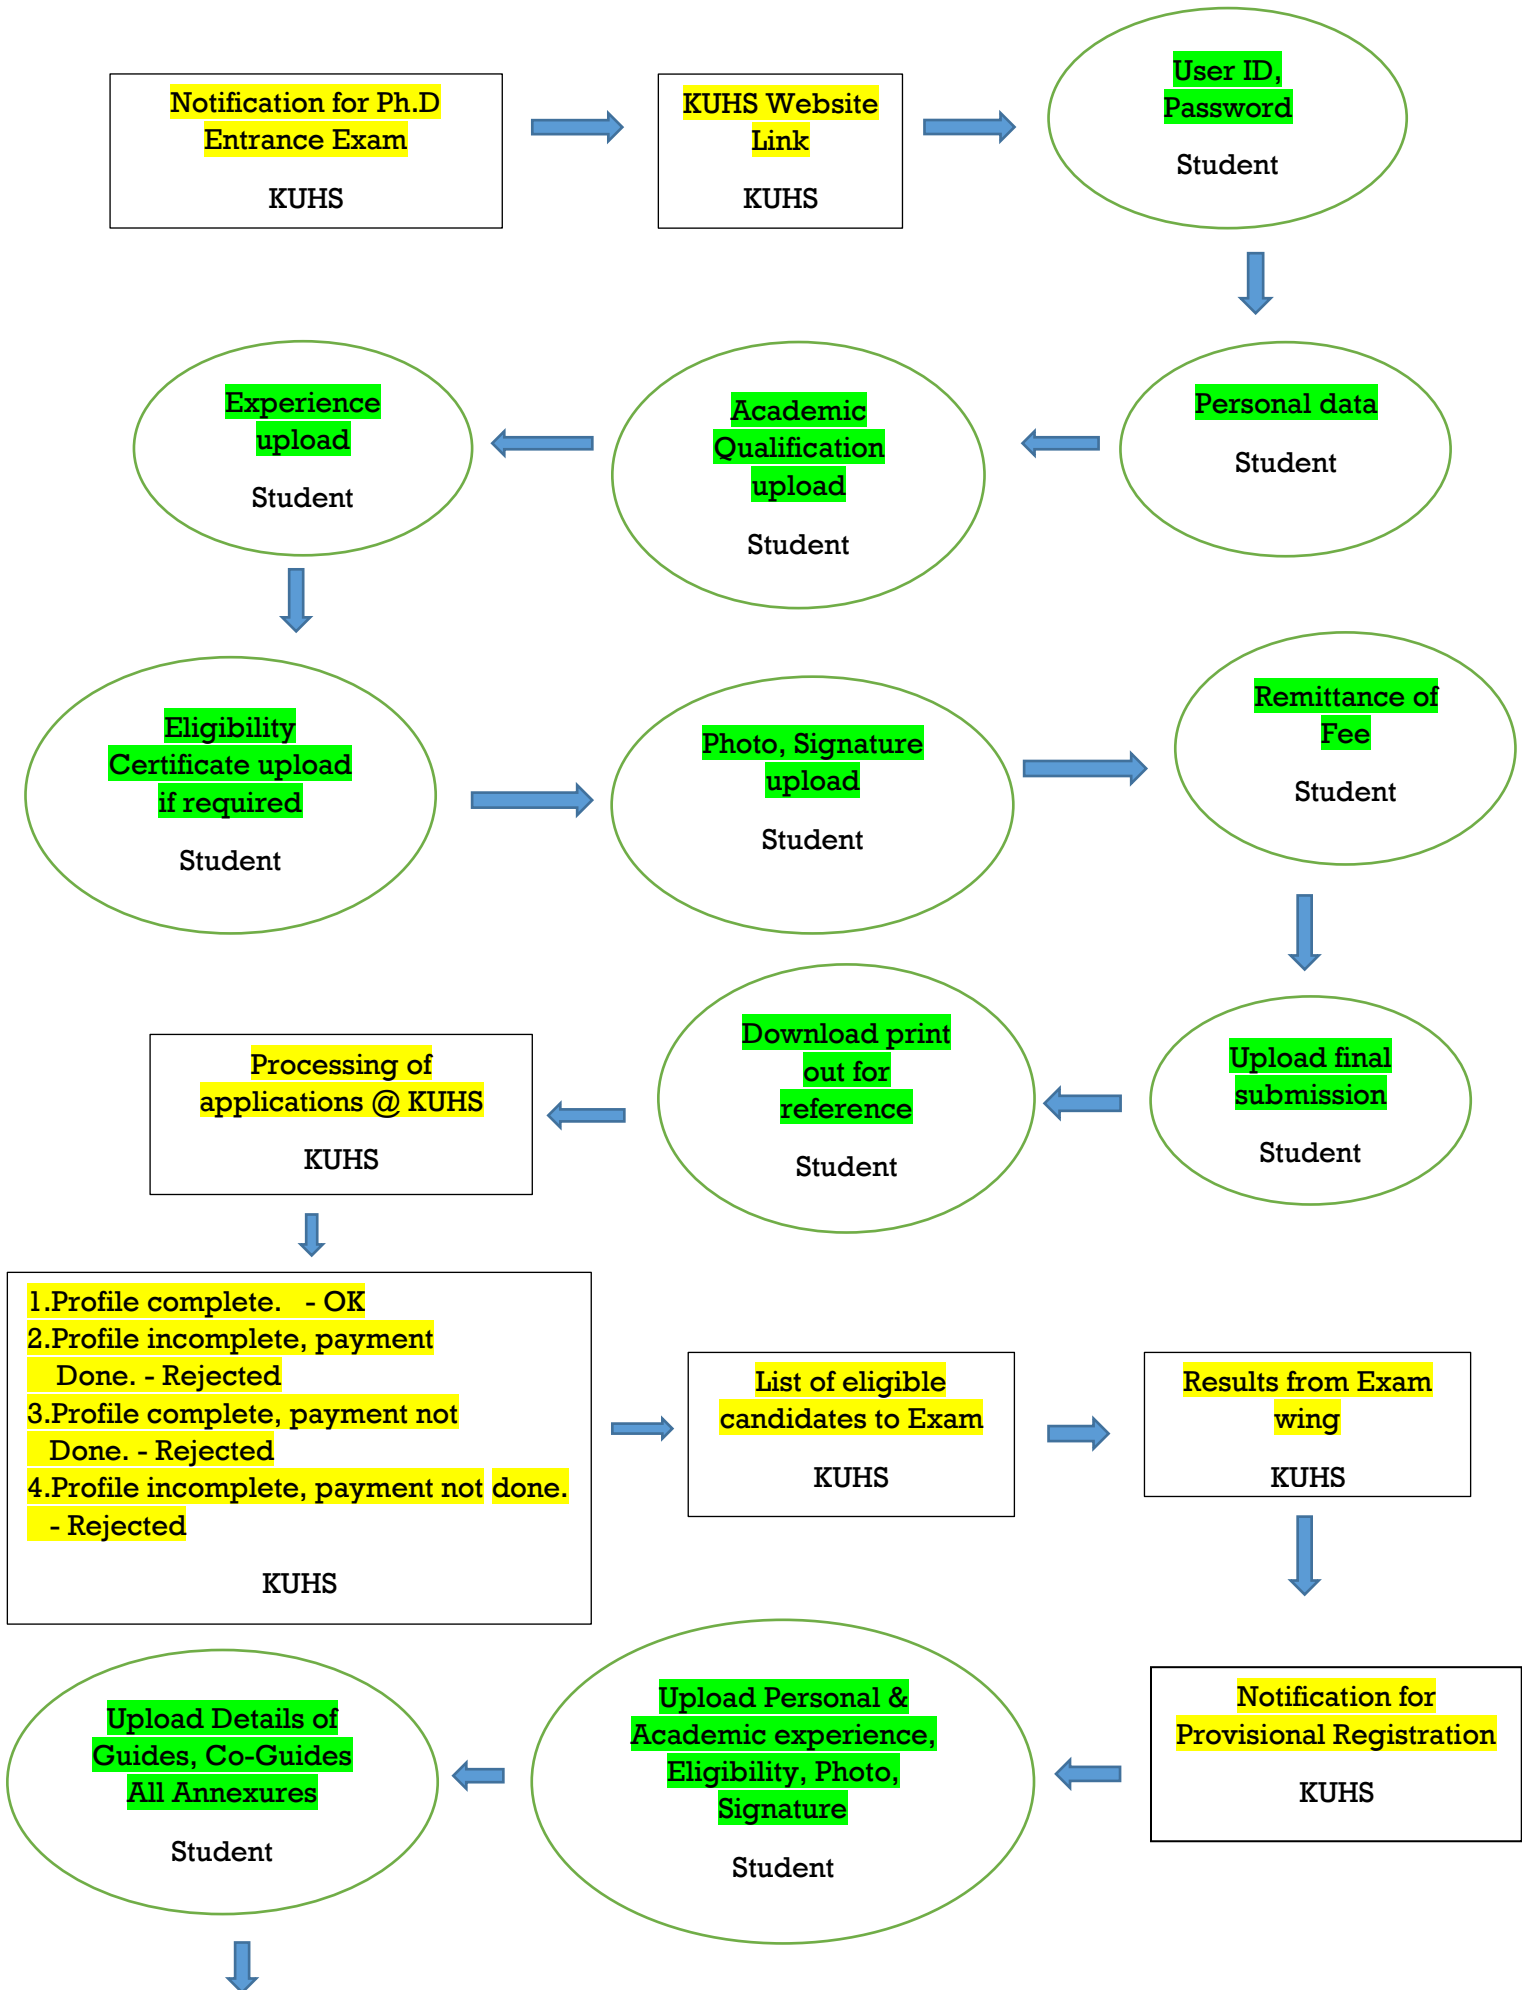 Notification for Ph.D
Entrance Exam
KUHS
KUHS Website
Link
KUHS
User ID,
Password
Student
Personal data
Student
Academic
Qualification
upload
Student
Experience
upload
Student
Eligibility
Certificate upload
if required
Student
Photo, Signature
upload
Student
Remittance of
Fee
Student
Upload final
submission
Student
Download print
out for
reference
Student
Processing of
applications @ KUHS
KUHS
1.Profile complete.   - OK
2.Profile incomplete, payment
Done. - Rejected
3.Profile complete, payment not
Done. - Rejected
4.Profile incomplete, payment not done.
- Rejected
KUHS
List of eligible
candidates to Exam
KUHS
Results from Exam
wing
KUHS
Notification for
Provisional Registration
KUHS
Upload Personal &
Academic experience,
Eligibility, Photo,
Signature
Student
Upload Details of
Guides, Co-Guides
All Annexures
Student